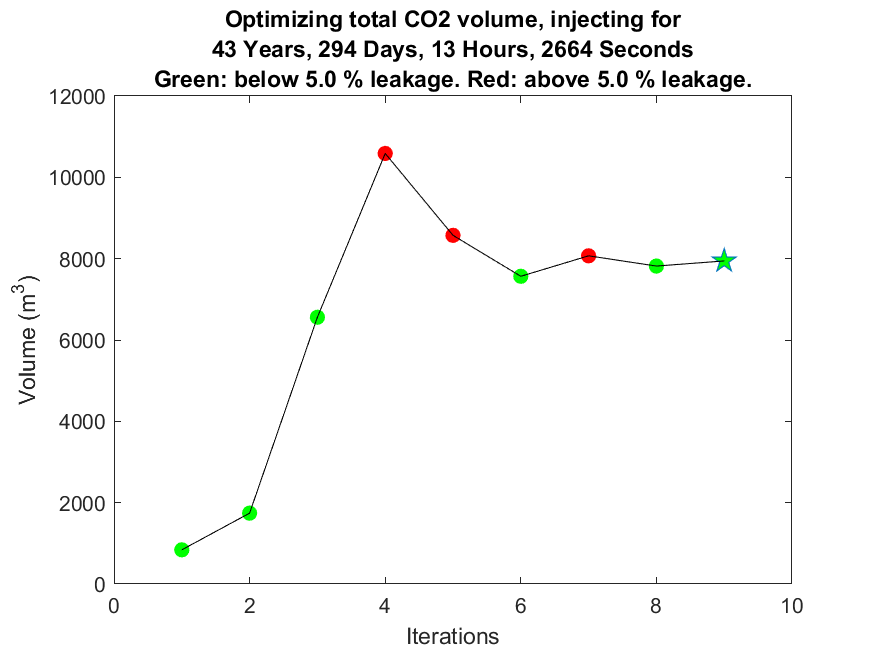 Optimizing total CO2 volume, injecting for
43 Years, 294 Days, 13 Hours, 2664 Seconds
Green: below 5.0 % leakage. Red: above 5.0 % leakage.
12000
10000
8000
6000
4000
2000
0
Volume (m³)
0 2 4 6 8 10
Iterations